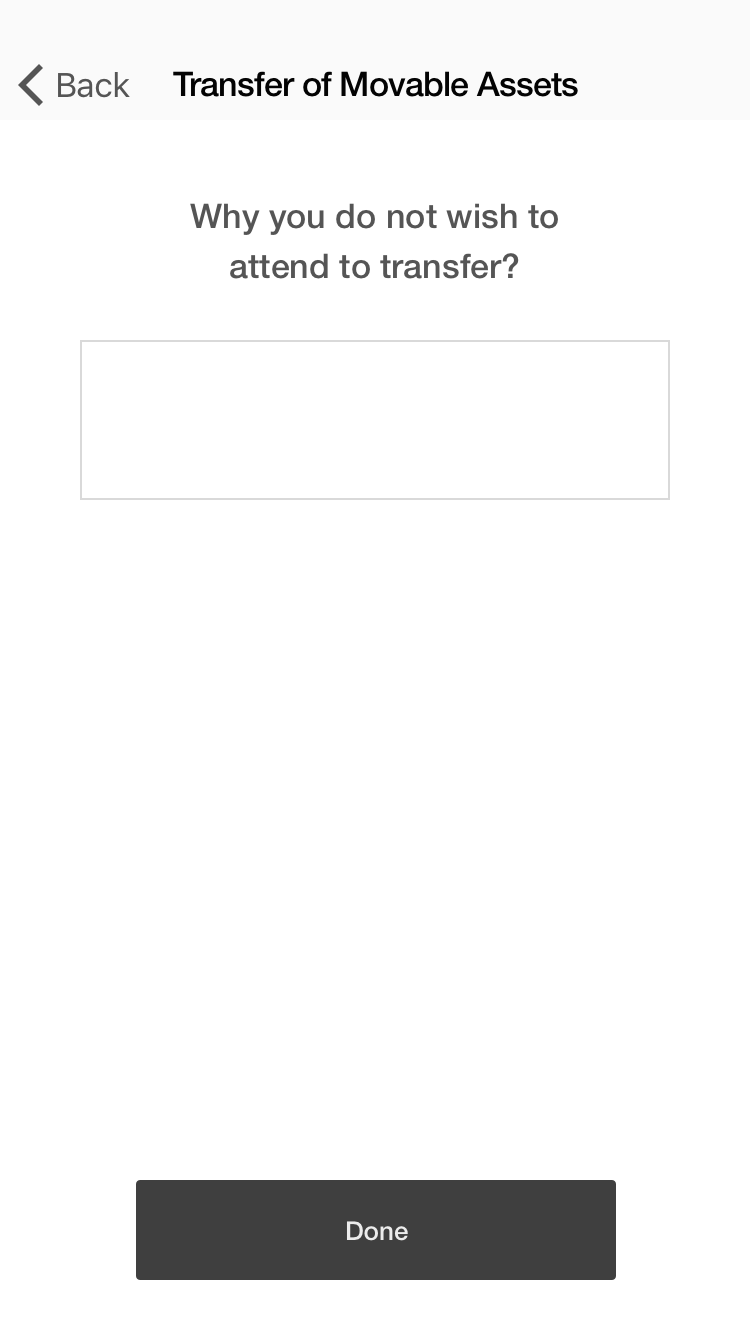 Back Transfer of Movable Assets
Why you do not wish to
attend to transfer?
Done